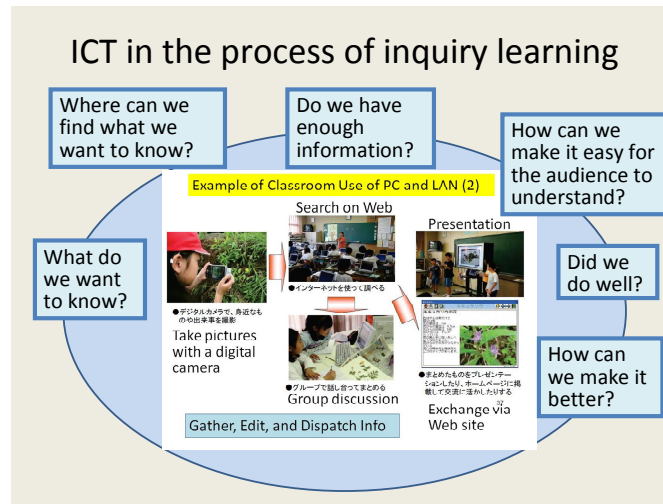 ICT in the process of inquiry learning
Where can we
find what we
want to know?
Do we have
enough
information?
How can we
make it easy for
the audience to
understand?
What do
we want
to know?
Did we
do well?
How can
we make it
better?
Example of Classroom Use of PC and LAN (2)
Search on Web
Presentation
●インターネットを使って調べる
●デジタルカメラで、身近なも
のや出来事を撮影
Take pictures
with a digital
camera
●グループで話し合ってまとめる
Group discussion
●まとめたものをプレゼンテー
ションしたり、ホームページに掲
載して交流に活かしたりする
Exchange via
Web site
Gather, Edit, and Dispatch Info